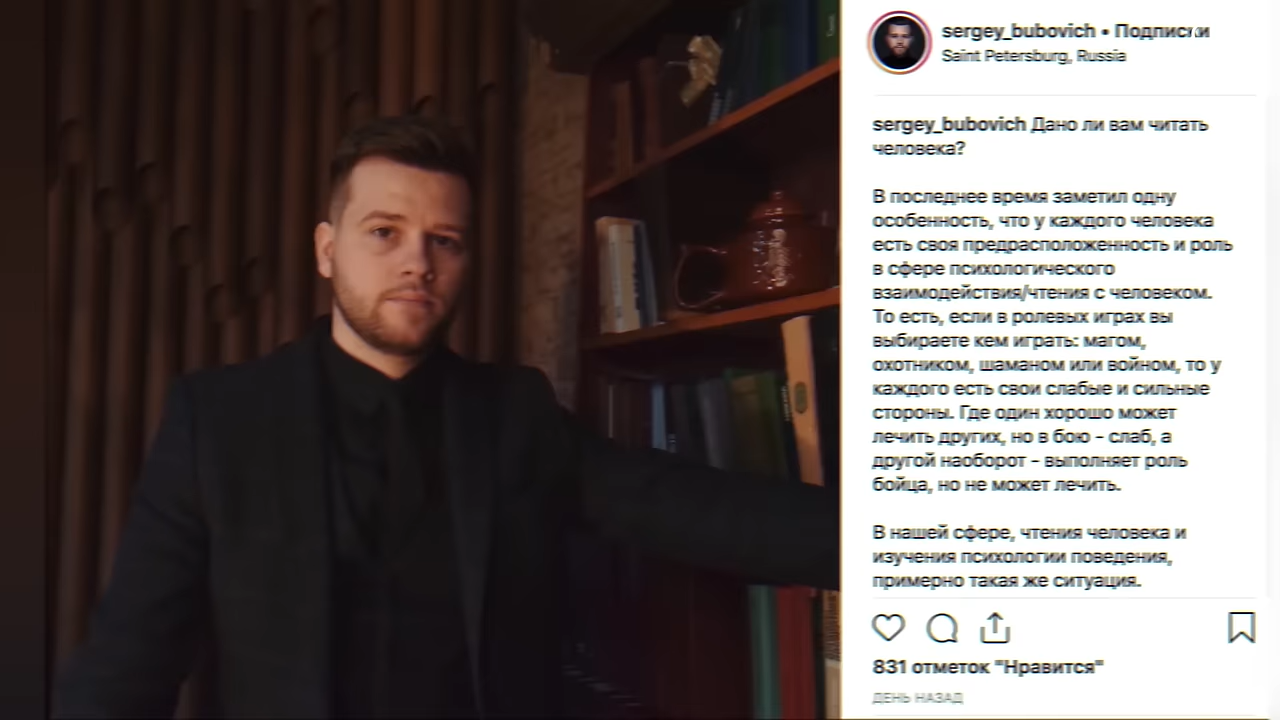 sergey_bubovich • Подписки
Saint Petersburg, Russia
sergey_bubovich Дано ли вам читать
человека?
В последнее время заметил одну
особенность, что у каждого человека
есть своя предрасположенность и роль
в сфере психологического
взаимодействия/чтения с человеком.
То есть, если в ролевых играх вы
выбираете кем играть: магом,
охотником, шаманом или войном, то у
каждого есть свои слабые и сильные
стороны. Где один хорошо может
лечить других, но в бою - слаб, а
другой наоборот - выполняет роль
бойца, но не может лечить.
В нашей сфере, чтения человека и
изучения психологии поведения,
примерно такая же ситуация.
831 отметок "Нравится"
ДЕНЬ НАЗАД